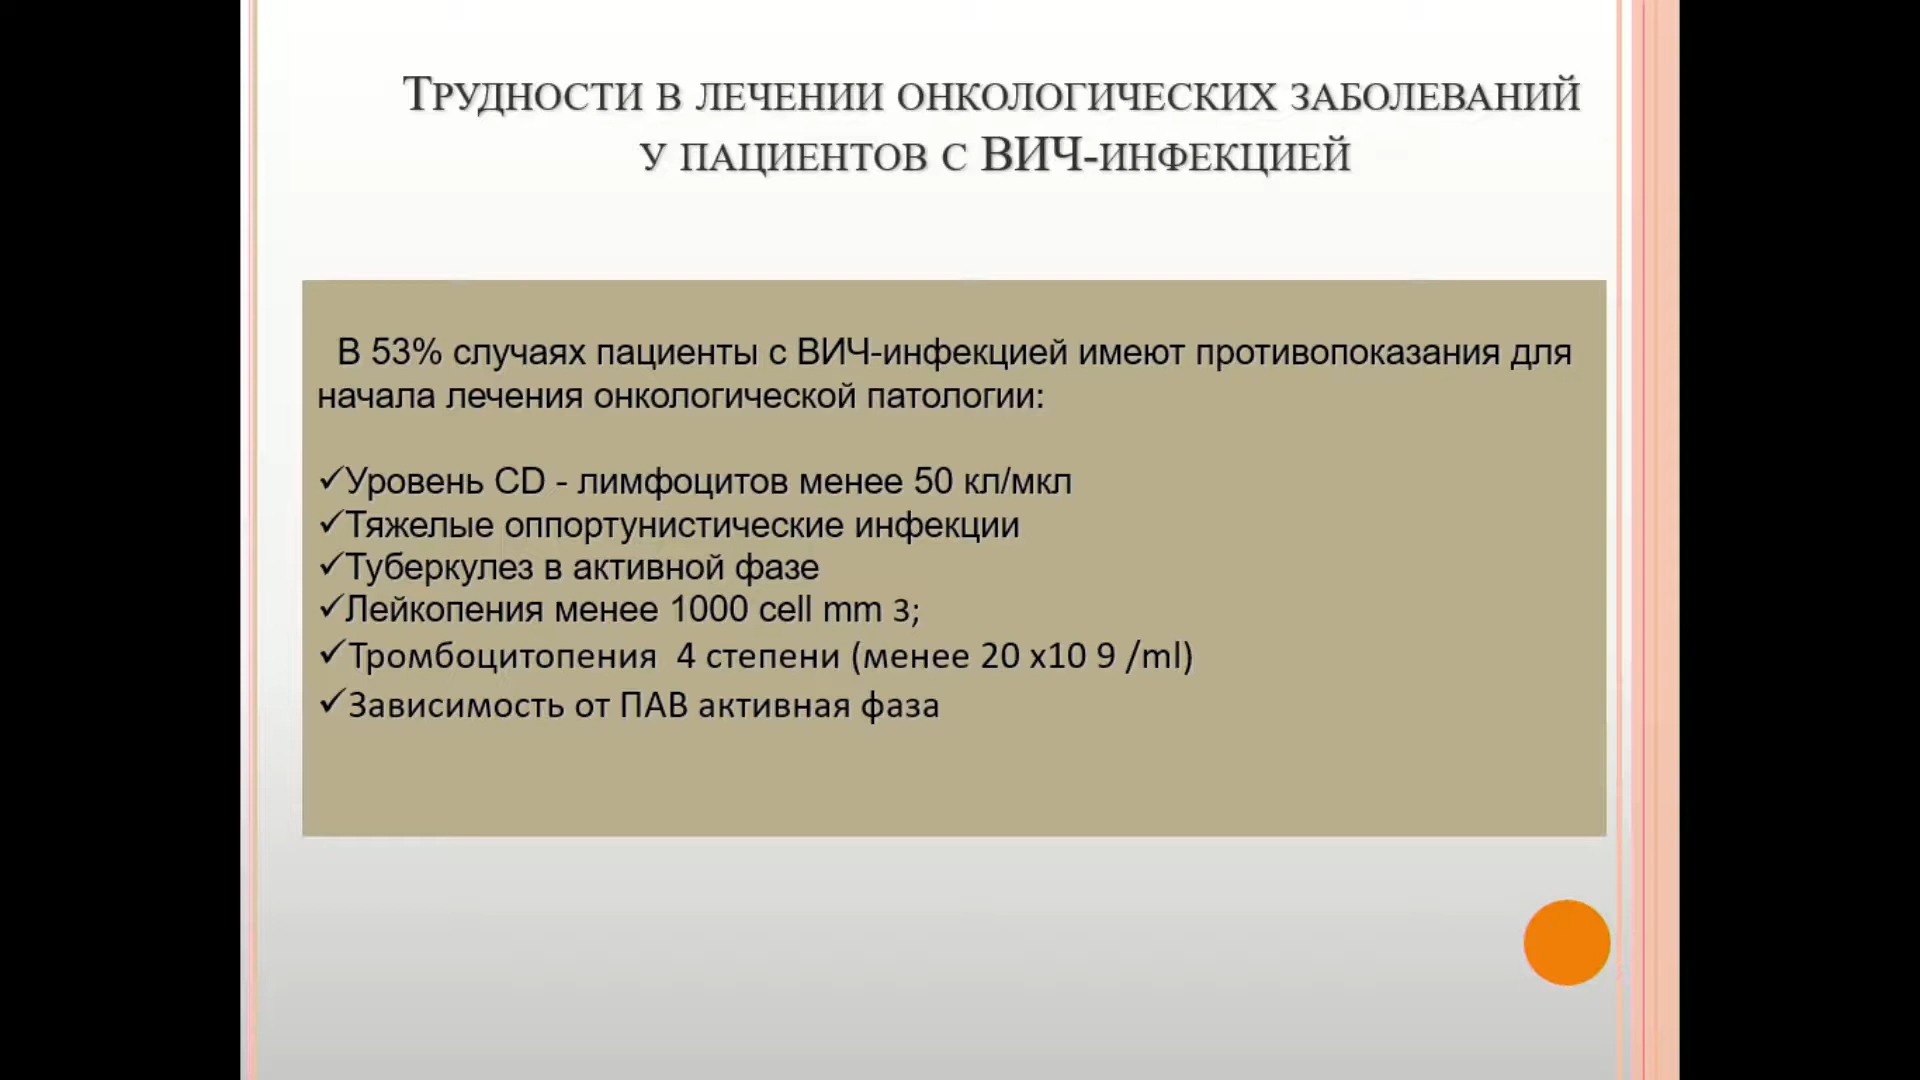 Трудности в лечении онкологических заболеваний
у пациентов с ВИЧ-инфекцией
В 53% случаях пациенты с ВИЧ-инфекцией имеют противопоказания для
начала лечения онкологической патологии:
✓Уровень CD - лимфоцитов менее 50 кл/мкл
✓Тяжелые оппортунистические инфекции
✓Туберкулез в активной фазе
✓Лейкопения менее 1000 cell mm 3;
✓Тромбоцитопения 4 степени (менее 20 х10 9 /ml)
✓Зависимость от ПАВ активная фаза